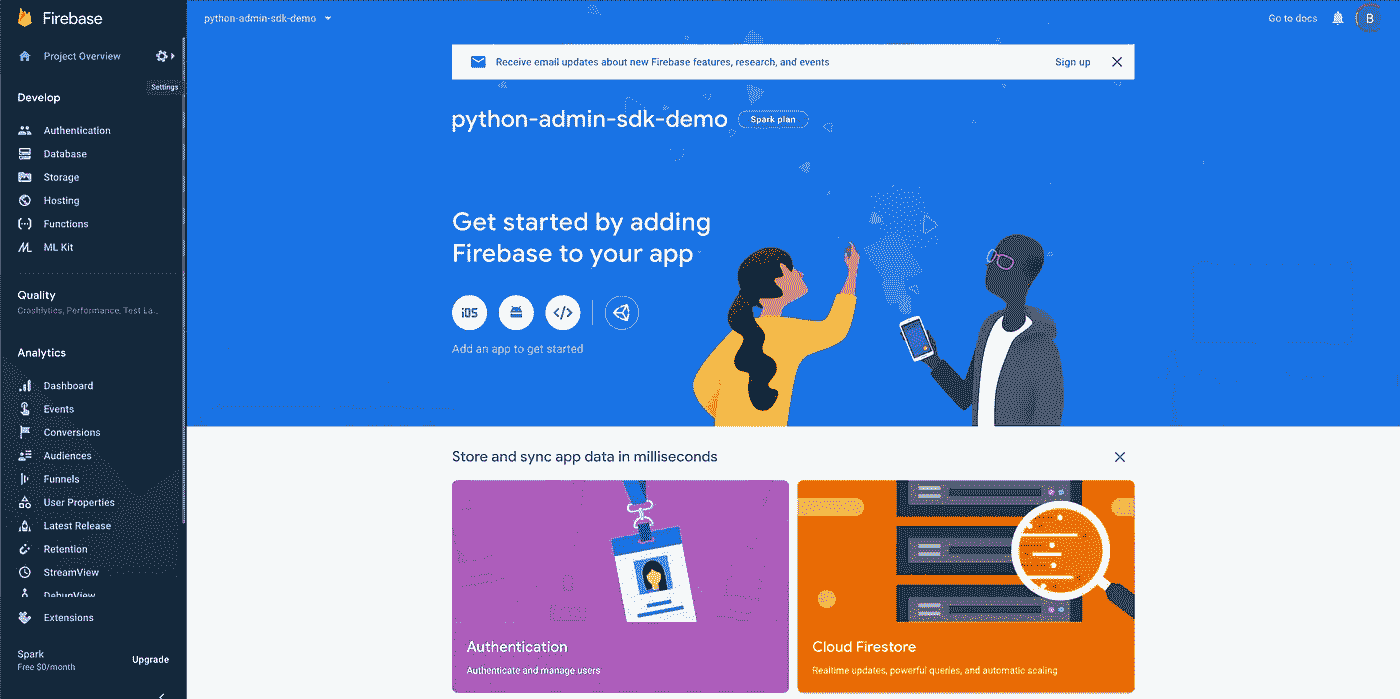 Firebase
Project Overview
Settings
Develop
Authentication
Database
Storage
Hosting
Functions
ML Kit
Quality
Crashlytics, Performance, Test La...
Analytics
Dashboard
Events
Conversions
Audiences
Funnels
User Properties
Latest Release
Retention
StreamView
DebugView
Extensions
Spark
Free $0/month
Upgrade
python-admin-sdk-demo
Go to docs
B
Receive email updates about new Firebase features, research, and events
Sign up
python-admin-sdk-demo
Spark plan
Get started by adding
Firebase to your app
iOS
Add an app to get started
Store and sync app data in milliseconds
Authentication
Authenticate and manage users
Cloud Firestore
Realtime updates, powerful queries, and automatic scaling